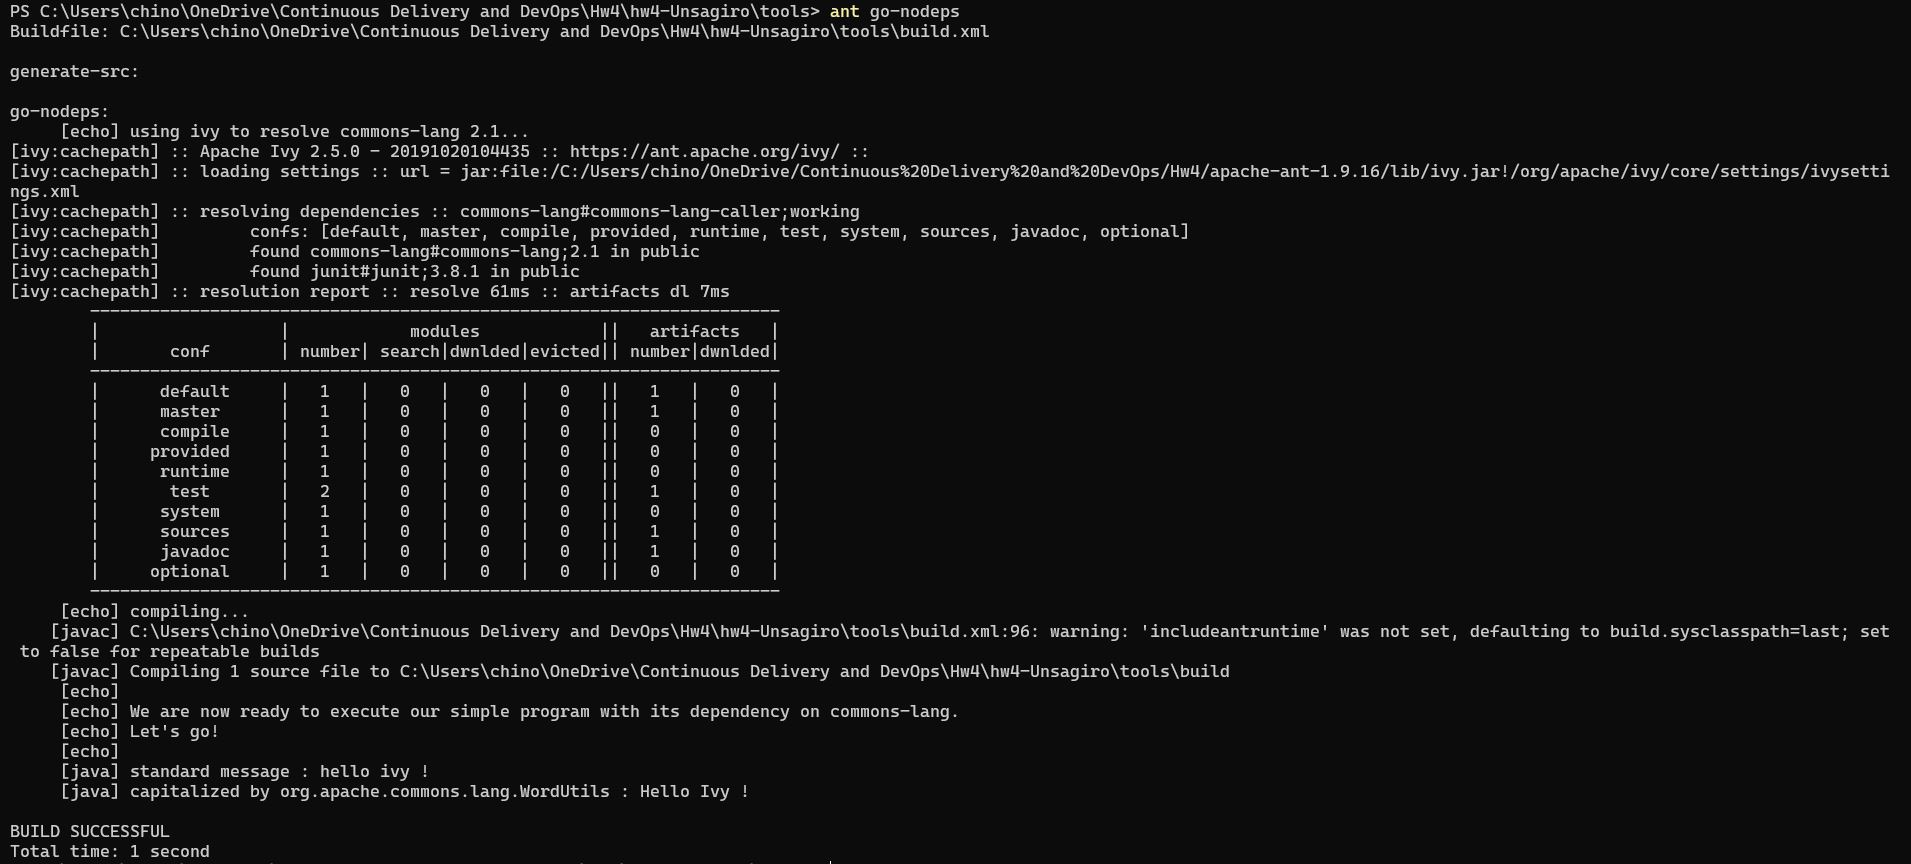 PS C:\Users\chino\OneDrive\Continuous Delivery and DevOps\Hw4\hw4-Unsagiro\tools> ant go-nodeps
Buildfile: C:\Users\chino\OneDrive\Continuous Delivery and DevOps\Hw4\hw4-Unsagiro\tools\build.xml

generate-src:

go-nodeps:
     [echo] using ivy to resolve commons-lang 2.1...
[ivy:cachepath] :: Apache Ivy 2.5.0 - 20191020104435 :: https://ant.apache.org/ivy/ ::
[ivy:cachepath] :: loading settings :: url = jar:file:/C:/Users/chino/OneDrive/Continuous%20Delivery%20and%20DevOps/Hw4/apache-ant-1.9.16/lib/ivy.jar!/org/apache/ivy/core/settings/ivysetti
ngs.xml
[ivy:cachepath] :: resolving dependencies :: commons-lang#commons-lang-caller;working
[ivy:cachepath]         confs: [default, master, compile, provided, runtime, test, system, sources, javadoc, optional]
[ivy:cachepath]         found commons-lang#commons-lang;2.1 in public
[ivy:cachepath]         found junit#junit;3.8.1 in public
[ivy:cachepath] :: resolution report :: resolve 61ms :: artifacts dl 7ms
        ---------------------------------------------------------------------
        |                  |            modules            ||   artifacts   |
        |       conf       | number| search|dwnlded|evicted|| number|dwnlded|
        ---------------------------------------------------------------------
        |      default     |   1   |   0   |   0   |   0   ||   1   |   0   |
        |      master      |   1   |   0   |   0   |   0   ||   1   |   0   |
        |      compile     |   1   |   0   |   0   |   0   ||   0   |   0   |
        |     provided     |   1   |   0   |   0   |   0   ||   0   |   0   |
        |      runtime     |   1   |   0   |   0   |   0   ||   0   |   0   |
        |       test       |   2   |   0   |   0   |   0   ||   1   |   0   |
        |      system      |   1   |   0   |   0   |   0   ||   0   |   0   |
        |      sources     |   1   |   0   |   0   |   0   ||   1   |   0   |
        |      javadoc     |   1   |   0   |   0   |   0   ||   1   |   0   |
        |     optional     |   1   |   0   |   0   |   0   ||   0   |   0   |
        ---------------------------------------------------------------------
     [echo] compiling...
    [javac] C:\Users\chino\OneDrive\Continuous Delivery and DevOps\Hw4\hw4-Unsagiro\tools\build.xml:96: warning: 'includeantruntime' was not set, defaulting to build.sysclasspath=last; set
 to false for repeatable builds
    [javac] Compiling 1 source file to C:\Users\chino\OneDrive\Continuous Delivery and DevOps\Hw4\hw4-Unsagiro\tools\build
     [echo]
     [echo] We are now ready to execute our simple program with its dependency on commons-lang.
     [echo] Let's go!
     [echo]
     [java] standard message : hello ivy !
     [java] capitalized by org.apache.commons.lang.WordUtils : Hello Ivy !

BUILD SUCCESSFUL
Total time: 1 second